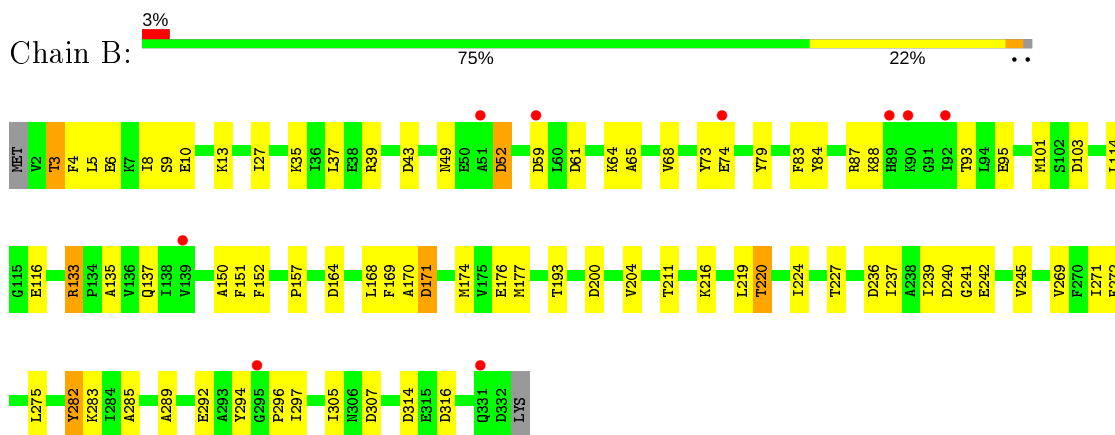 3%
Chain B:
75% 22% • •
MET V2 T3 F4 L5 E6 K7 I8 S9 E10 K13 I27 K35 I36 L37 E38 R39 D43 N49 E50 A51 D52 D59 L60 D61 K64 A65 V68 Y73 E74 Y79 F83 Y84 R87 K88 H89 K90 G91 I92 T93 L94 E95 M101 S102 D103
G115 E116 R133 P134 A135 V136 Q137 I138 V139 A150 F151 F152 P157 D164 L168 F169 A170 D171 M174 V175 E176 M177 T193 D200 V204 T211 K216 L219 T220 I224 T227 D236 I237 A238 I239 D240 G241 E242 V245 V269 F270 I271
L275 Y282 K283 I284 A285 A289 E292 A293 Y294 G295 P296 I297 I305 N306 D307 D314 E315 D316 Q331 D332 LYS